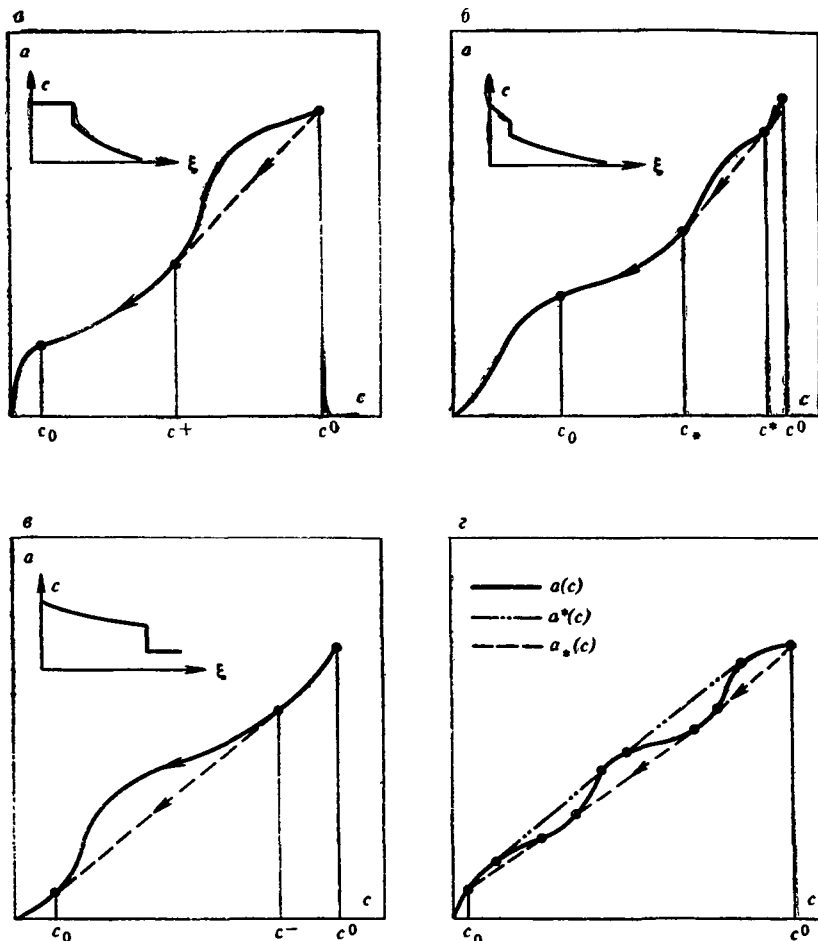 а б
a a
c c
ξ ξ
c c
c₀ c⁺ c⁰ c₀ c* c* c⁰
в г
a
c
a(c)
a*(c)
ξ
a*(c)
c c
c₀ c⁻ c⁰ c₀ c⁰